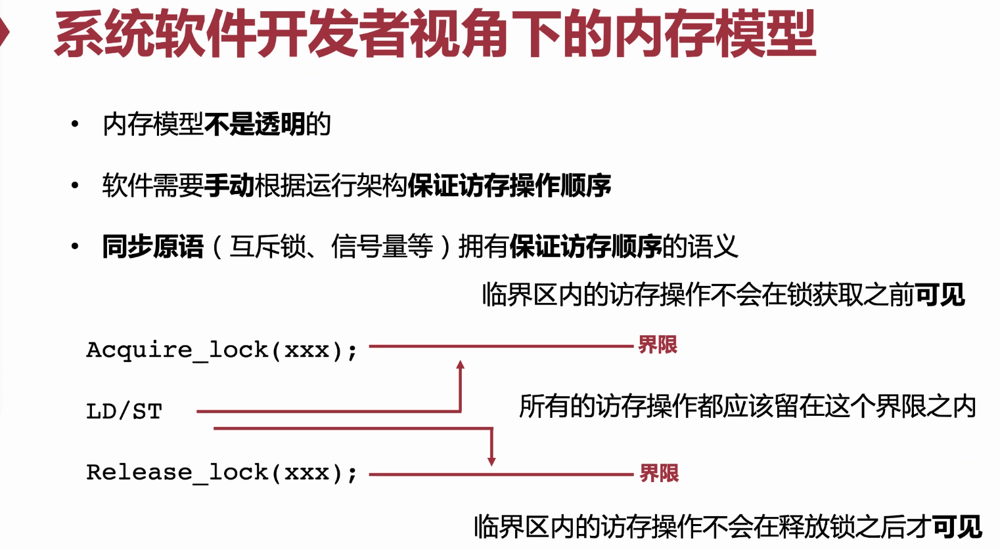 系统软件开发者视角下的内存模型
• 内存模型不是透明的
• 软件需要手动根据运行架构保证访存操作顺序
• 同步原语（互斥锁、信号量等）拥有保证访存顺序的语义
临界区内的访存操作不会在锁获取之前可见
Acquire_lock(xxx); 界限
LD/ST 所有的访存操作都应该留在这个界限之内
Release_lock(xxx); 界限
临界区内的访存操作不会在释放锁之后才可见